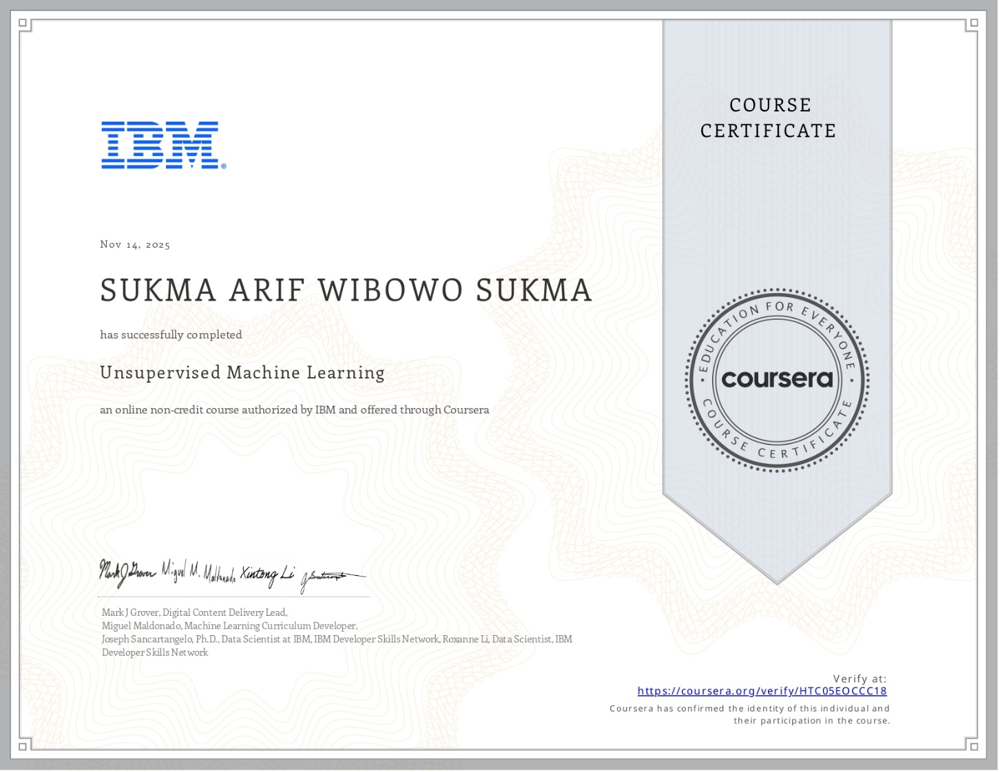 COURSE
CERTIFICATE
IBM®
Nov 14, 2025
SUKMA ARIF WIBOWO SUKMA
has successfully completed
Unsupervised Machine Learning
an online non-credit course authorized by IBM and offered through Coursera
EDUCATION FOR EVERYONE
coursera
COURSE CERTIFICATE
Mark J Grover Miguel M. Maldonado Xintong Li
Mark J Grover, Digital Content Delivery Lead,
Miguel Maldonado, Machine Learning Curriculum Developer,
Joseph Sancartangelo, Ph.D., Data Scientist at IBM, IBM Developer Skills Network, Roxanne Li, Data Scientist, IBM
Developer Skills Network
Verify at:
https://coursera.org/verify/HTC05EOCCC18
Coursera has confirmed the identity of this individual and
their participation in the course.